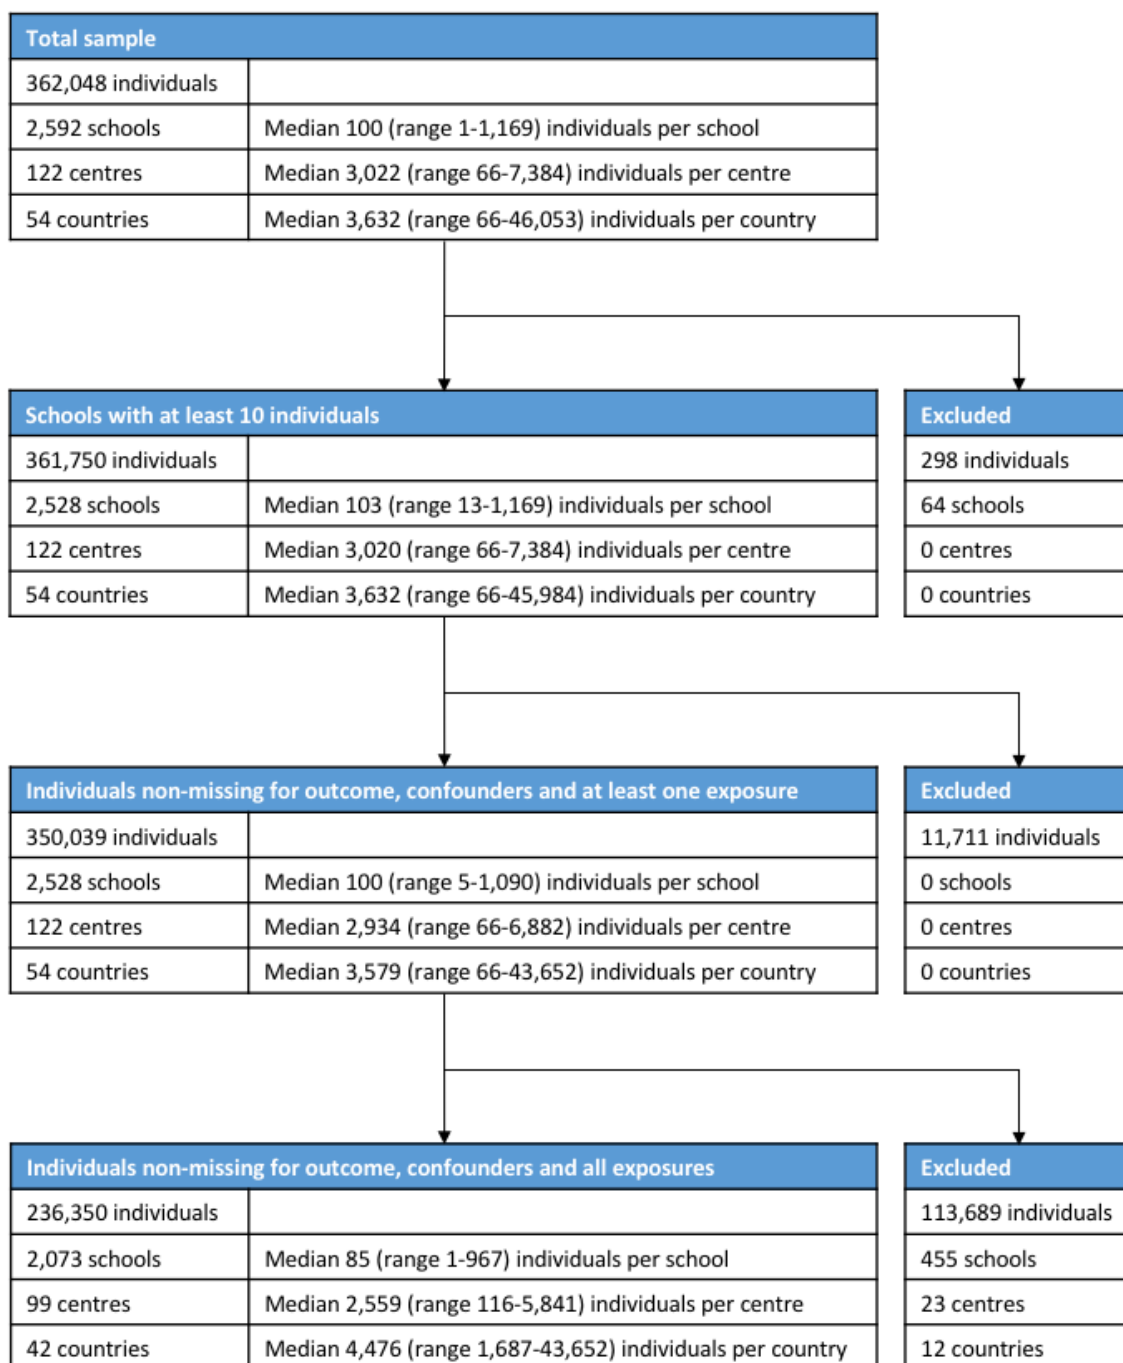 Total sample
362,048 individuals
2,592 schools Median 100 (range 1-1,169) individuals per school
122 centres Median 3,022 (range 66-7,384) individuals per centre
54 countries Median 3,632 (range 66-46,053) individuals per country
Schools with at least 10 individuals Excluded
361,750 individuals 298 individuals
2,528 schools Median 103 (range 13-1,169) individuals per school 64 schools
122 centres Median 3,020 (range 66-7,384) individuals per centre 0 centres
54 countries Median 3,632 (range 66-45,984) individuals per country 0 countries
Individuals non-missing for outcome, confounders and at least one exposure Excluded
350,039 individuals 11,711 individuals
2,528 schools Median 100 (range 5-1,090) individuals per school 0 schools
122 centres Median 2,934 (range 66-6,882) individuals per centre 0 centres
54 countries Median 3,579 (range 66-43,652) individuals per country 0 countries
Individuals non-missing for outcome, confounders and all exposures Excluded
236,350 individuals 113,689 individuals
2,073 schools Median 85 (range 1-967) individuals per school 455 schools
99 centres Median 2,559 (range 116-5,841) individuals per centre 23 centres
42 countries Median 4,476 (range 1,687-43,652) individuals per country 12 countries